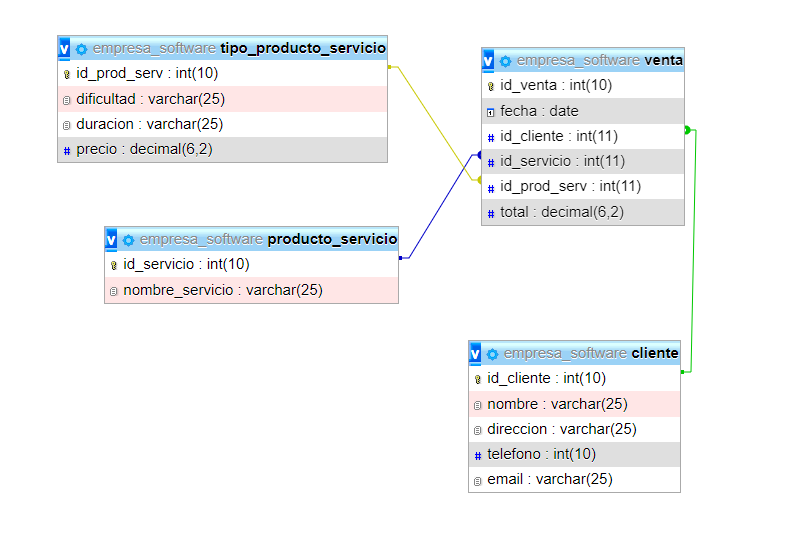 empresa_software tipo_producto_servicio
id_prod_serv : int(10)
dificultad : varchar(25)
duracion : varchar(25)
# precio : decimal(6,2)
v empresa_software venta
id_venta : int(10)
fecha : date
# id_cliente : int(11)
# id_servicio : int(11)
# id_prod_serv : int(11)
# total : decimal(6,2)
v empresa_software producto_servicio
id_servicio : int(10)
nombre_servicio : varchar(25)
v empresa_software cliente
id_cliente : int(10)
nombre : varchar(25)
direccion : varchar(25)
# telefono : int(10)
email : varchar(25)